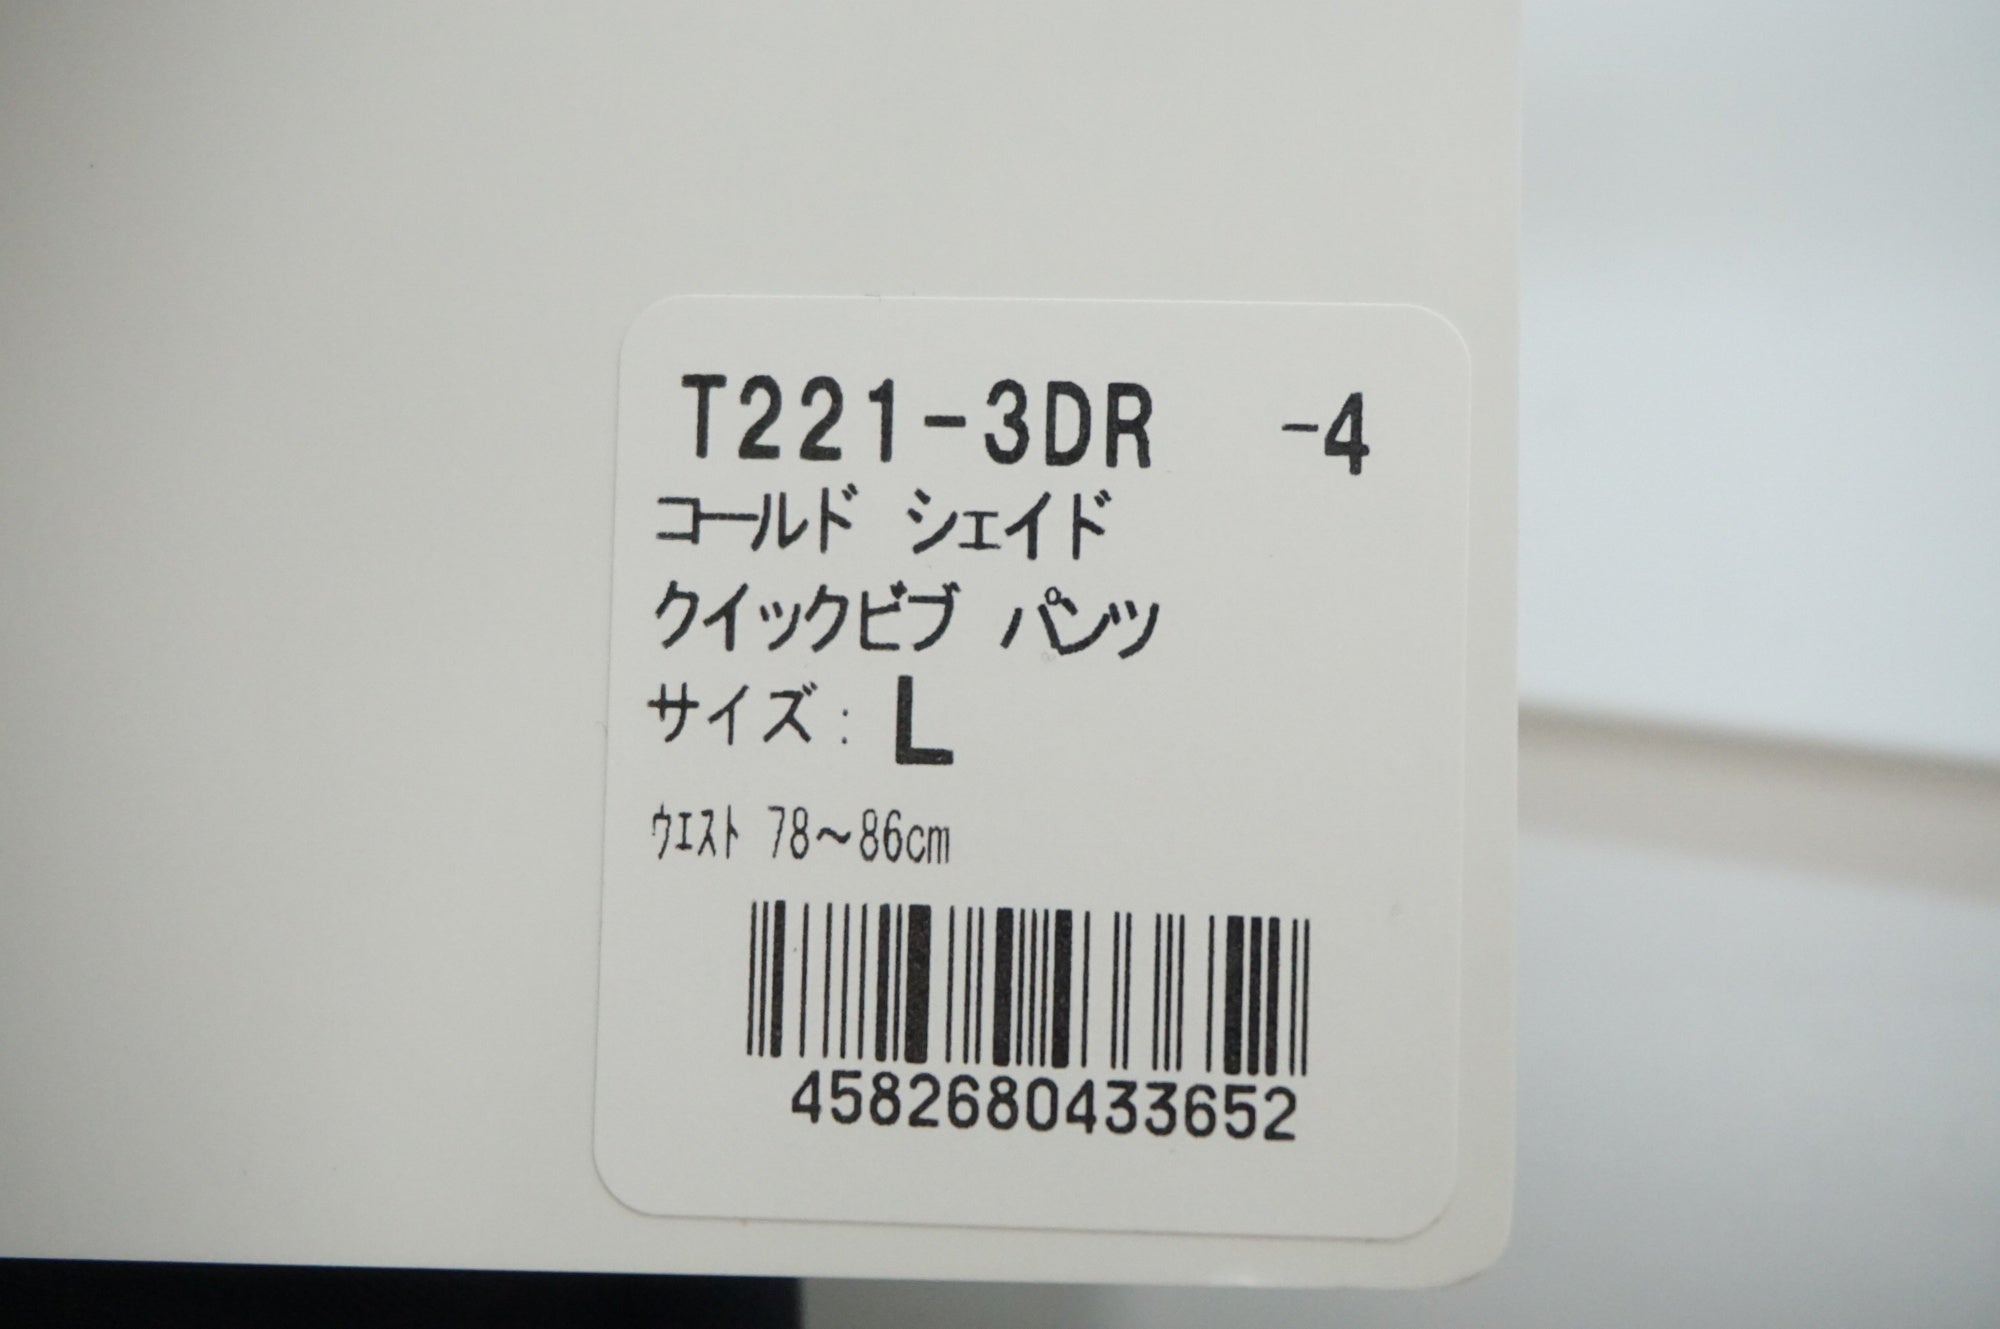 T221-3DR -4
コールド シェイド
クイックビブ パンツ
サイズ: L
ｳｴｽﾄ 78～86cm
4582680433652